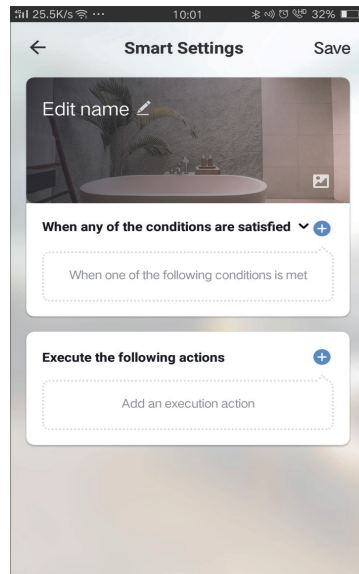 25.5K/s ··· 10:01 HD 32%
Smart Settings Save
Edit name
When any of the conditions are satisfied
When one of the following conditions is met
Execute the following actions
Add an execution action